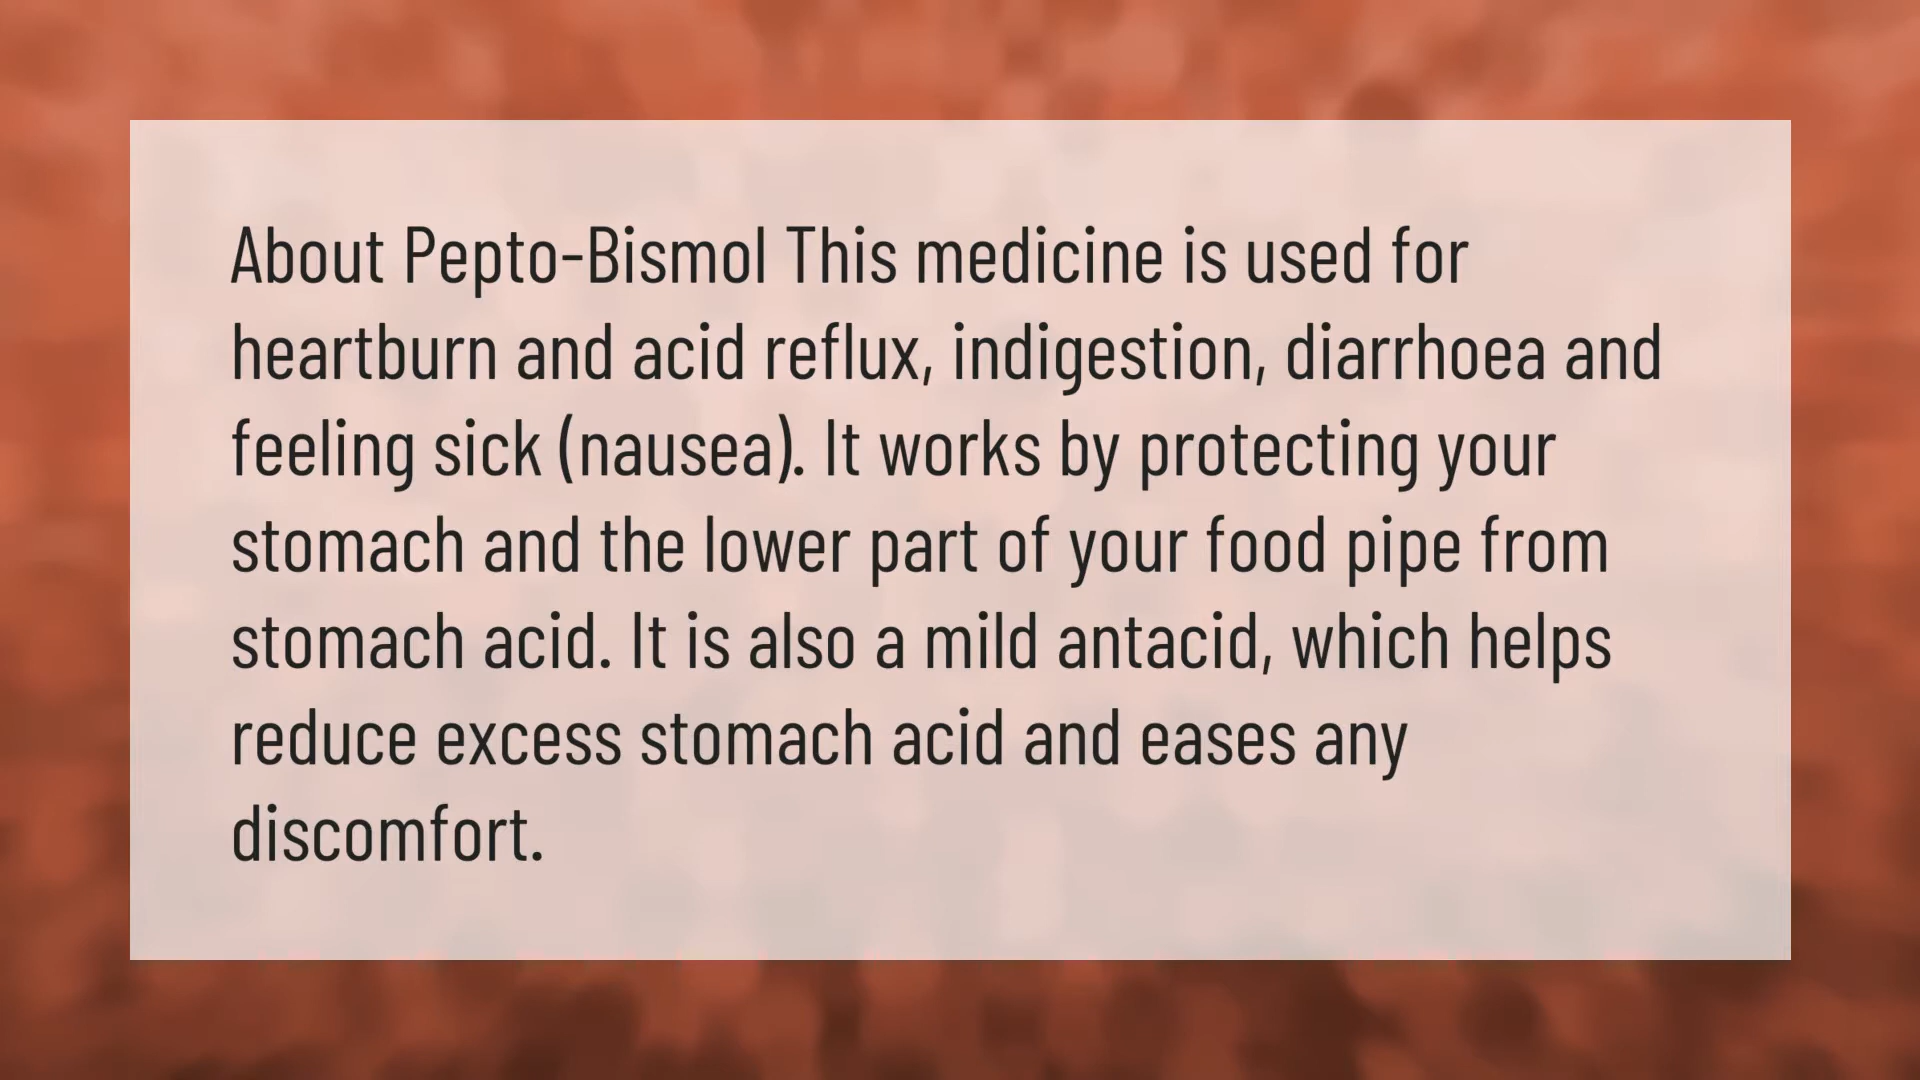 About Pepto-Bismol This medicine is used for
heartburn and acid reflux, indigestion, diarrhoea and
feeling sick (nausea). It works by protecting your
stomach and the lower part of your food pipe from
stomach acid. It is also a mild antacid, which helps
reduce excess stomach acid and eases any
discomfort.